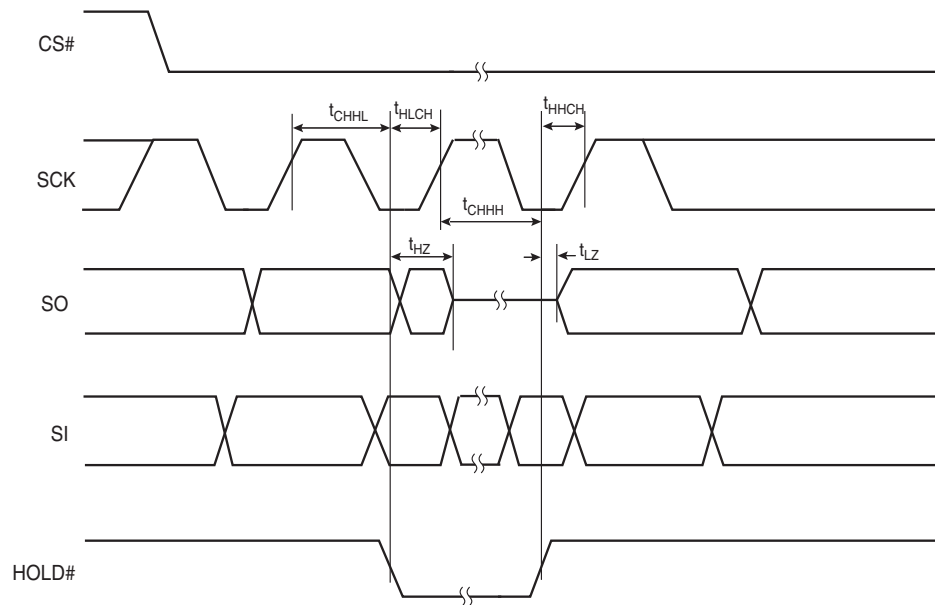 CS#
tCHHL
tHLCH
tHHCH
SCK
tCHHH
tHZ
tLZ
SO
SI
HOLD#